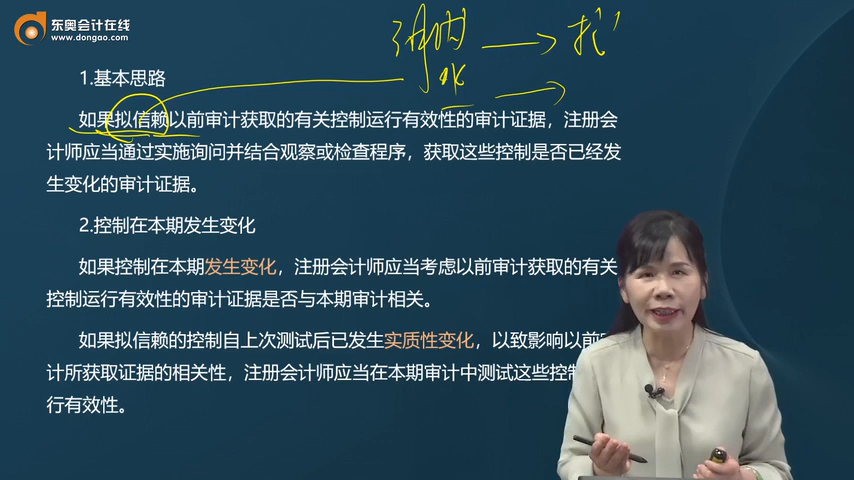 东奥会计在线
www.dongao.com
1.基本思路
如果拟信赖以前审计获取的有关控制运行有效性的审计证据，注册会
计师应当通过实施询问并结合观察或检查程序，获取这些控制是否已经发
生变化的审计证据。
2.控制在本期发生变化
如果控制在本期发生变化，注册会计师应当考虑以前审计获取的有关
控制运行有效性的审计证据是否与本期审计相关。
如果拟信赖的控制自上次测试后已发生实质性变化，以致影响以前
计所获取证据的相关性，注册会计师应当在本期审计中测试这些控
行有效性。